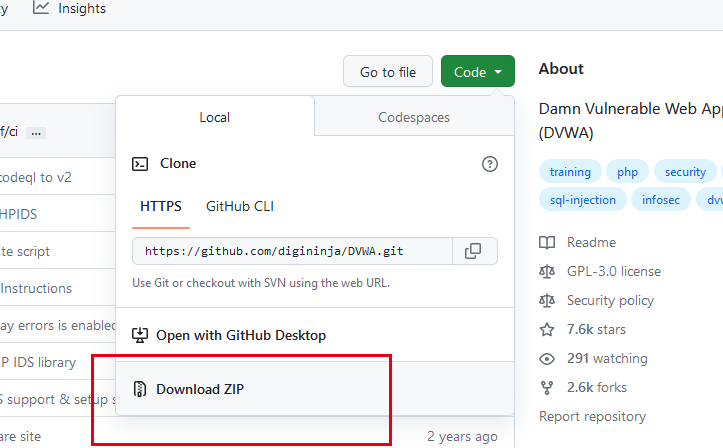 Insights
Go to file
Code
About
Local
Codespaces
Damn Vulnerable Web App
(DVWA)
f/ci
...
Clone
codeql to v2
training
php
security
HPIDS
HTTPS
GitHub CLI
sql-injection
infosec
https://github.com/digininja/DVWA.git
Readme
te script
Use Git or checkout with SVN using the web URL.
GPL-3.0 license
Instructions
Security policy
ay errors is enabled
Open with GitHub Desktop
7.6k stars
P IDS library
291 watching
Download ZIP
2.6k forks
S support & setup s
Report repository
are site
2 years ago